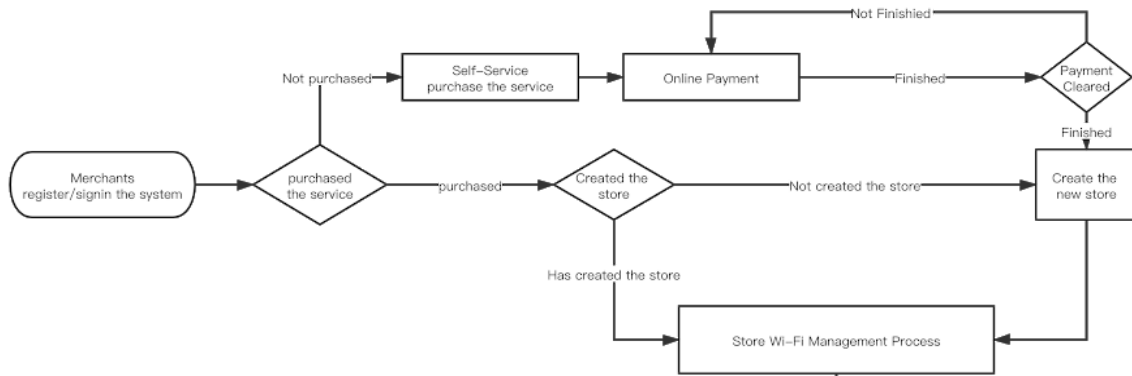 Not Finishied
Not purchased
Self-Service
purchase the service
Online Payment
Finished
Payment
Cleared
Finished
Merchants
register/signin the system
purchased
the service
purchased
Created the
store
Not created the store
Create the
new store
Has created the store
Store Wi-Fi Management Process